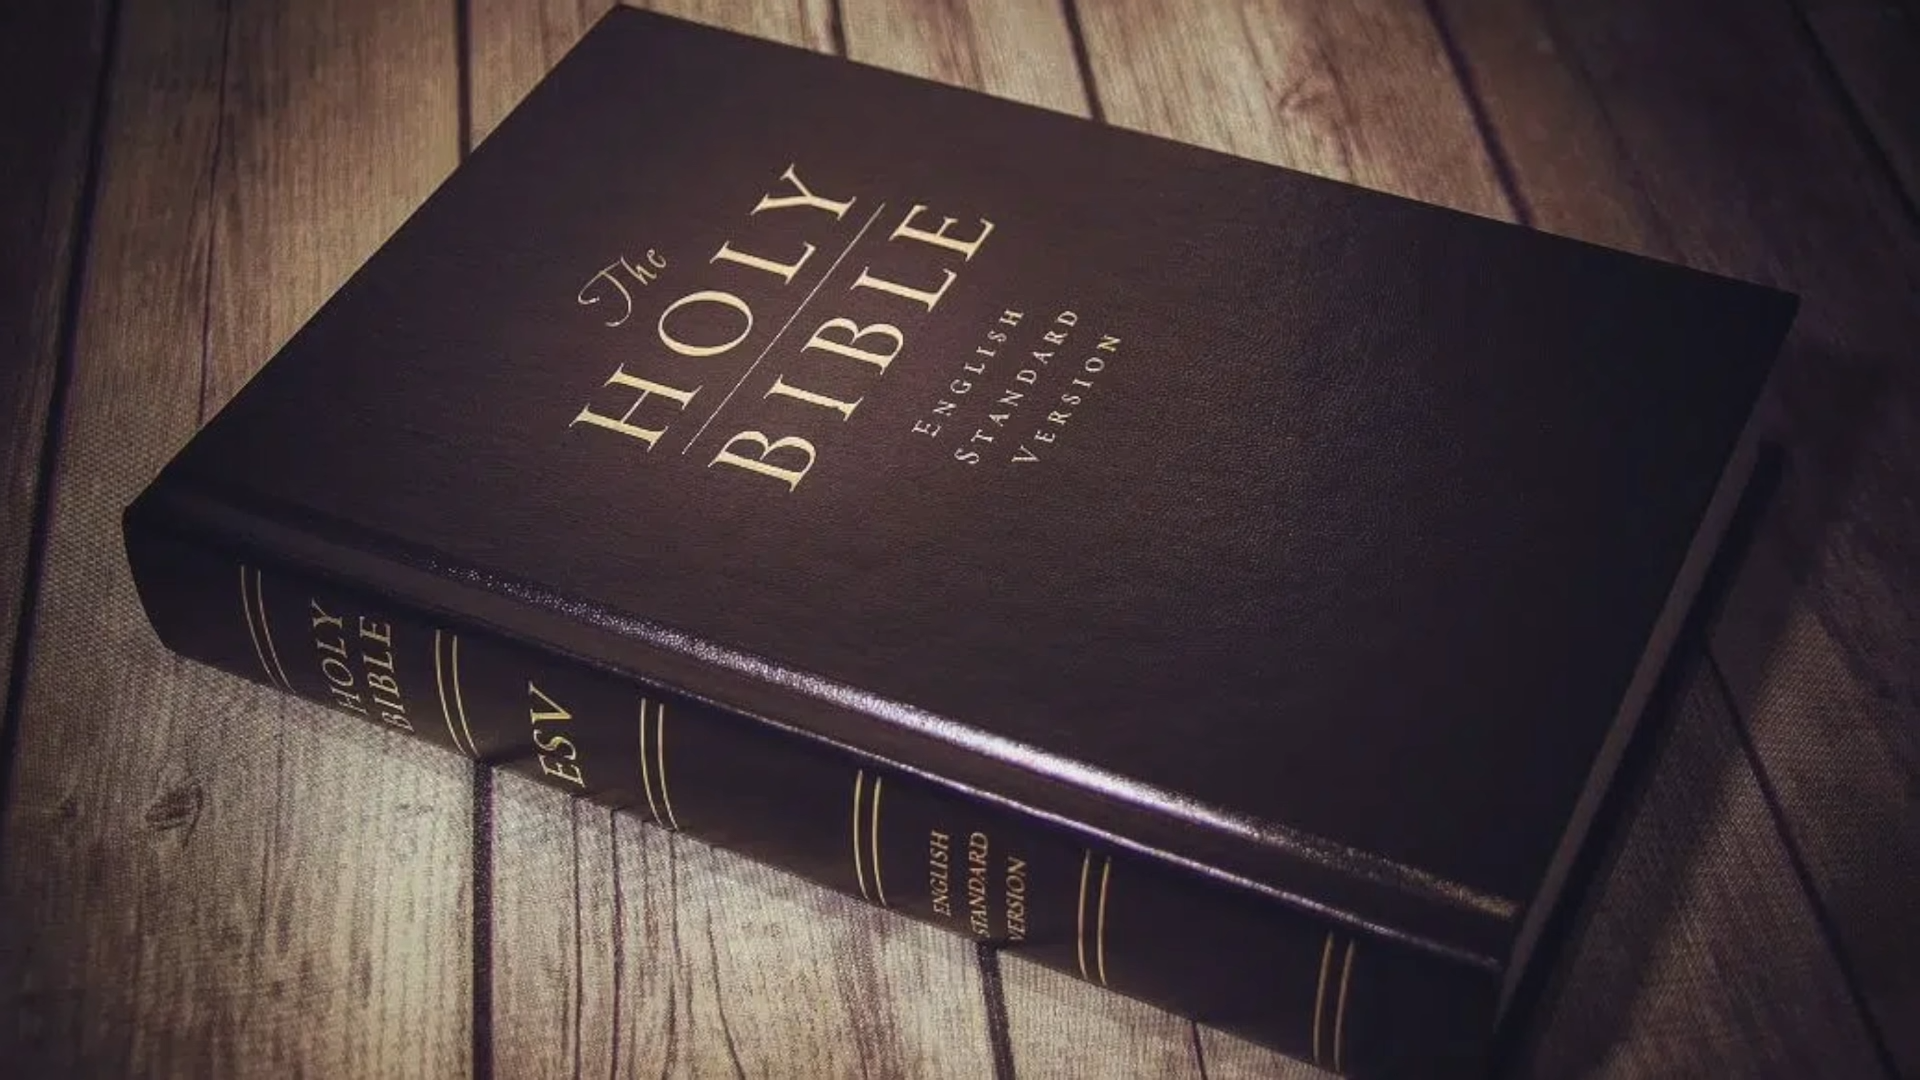 The
HOLY
BIBLE
ENGLISH
STANDARD
VERSION
HOLY
BIBLE
ESV
ENGLISH
STANDARD
VERSION